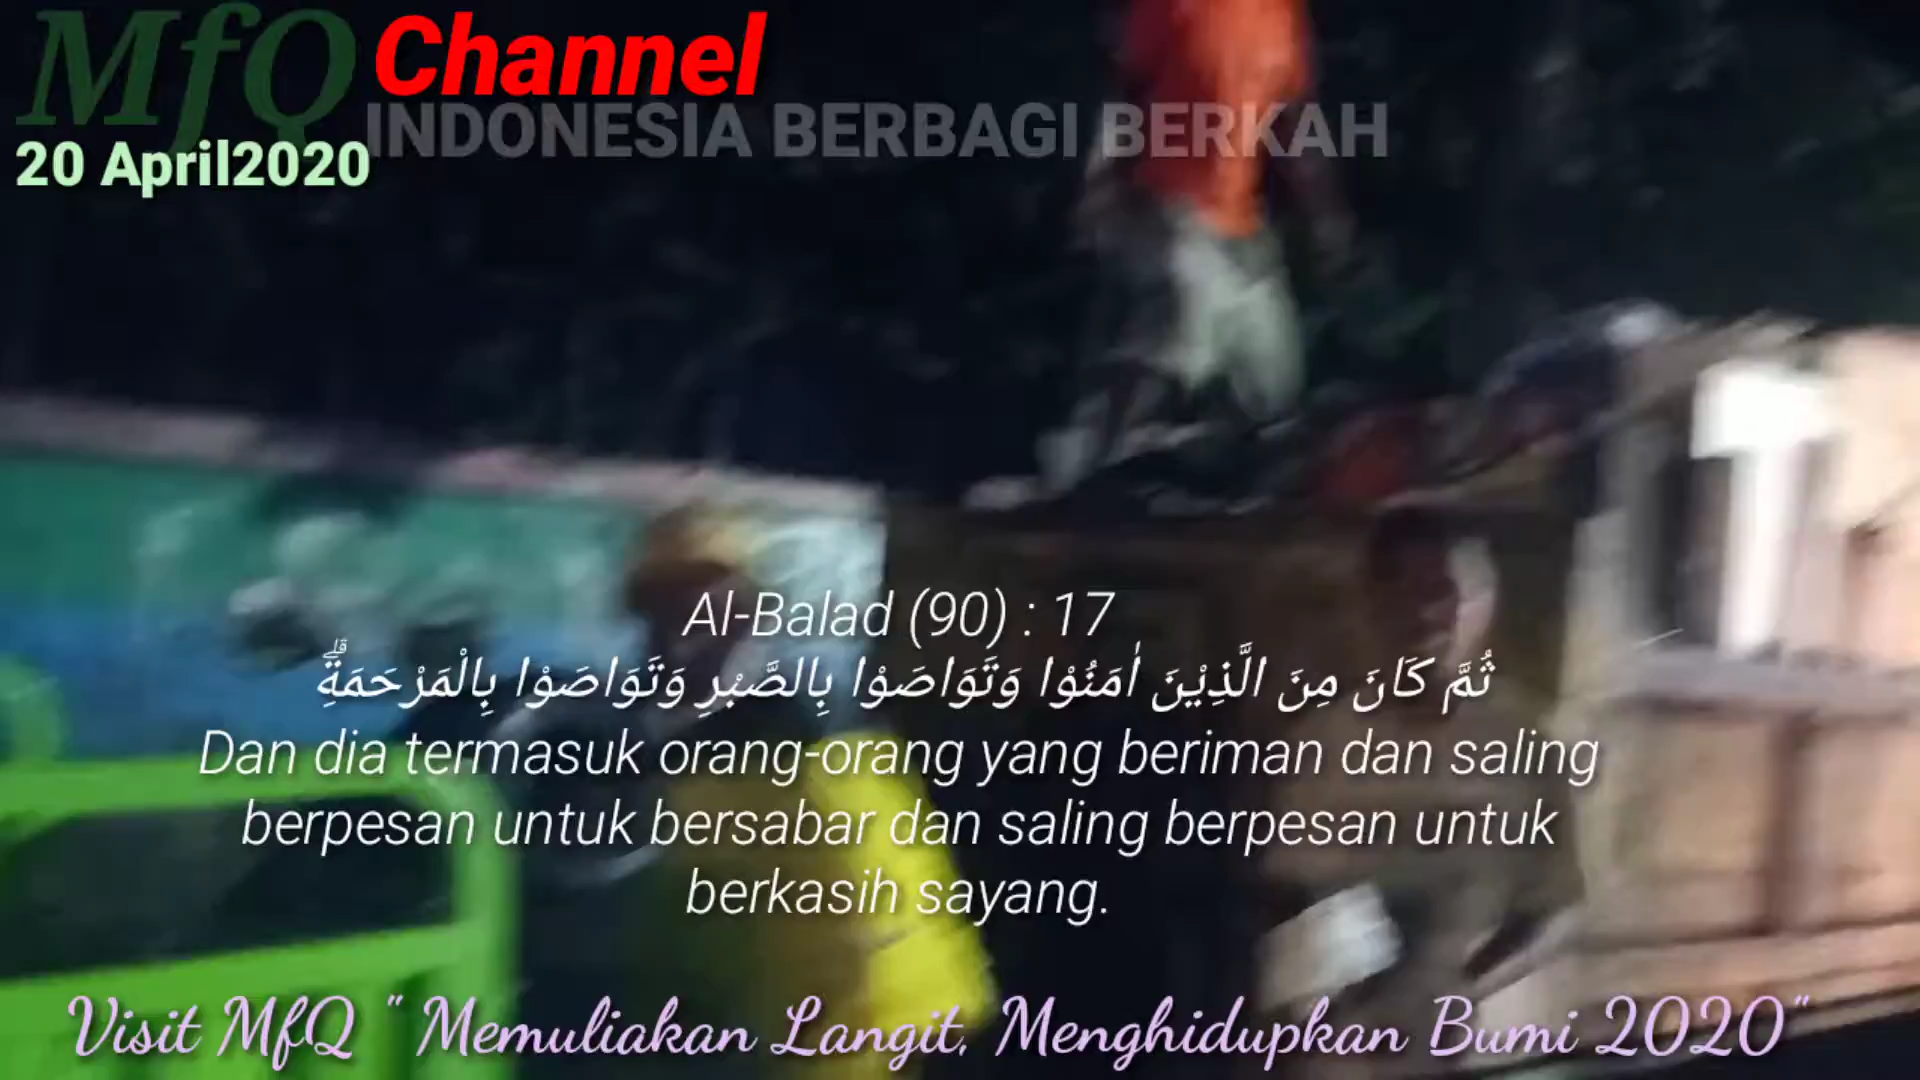 MfQ Channel
INDONESIA BERBAGI BERKAH
20 April2020
Al-Balad (90) : 17
ثُمَّ كَانَ مِنَ الَّذِيْنَ اٰمَنُوْا وَتَوَاصَوْا بِالصَّبْرِ وَتَوَاصَوْا بِالْمَرْحَمَةِۗ
Dan dia termasuk orang-orang yang beriman dan saling
berpesan untuk bersabar dan saling berpesan untuk
berkasih sayang.
Visit MfQ " Memuliakan Langit, Menghidupkan Bumi 2020"